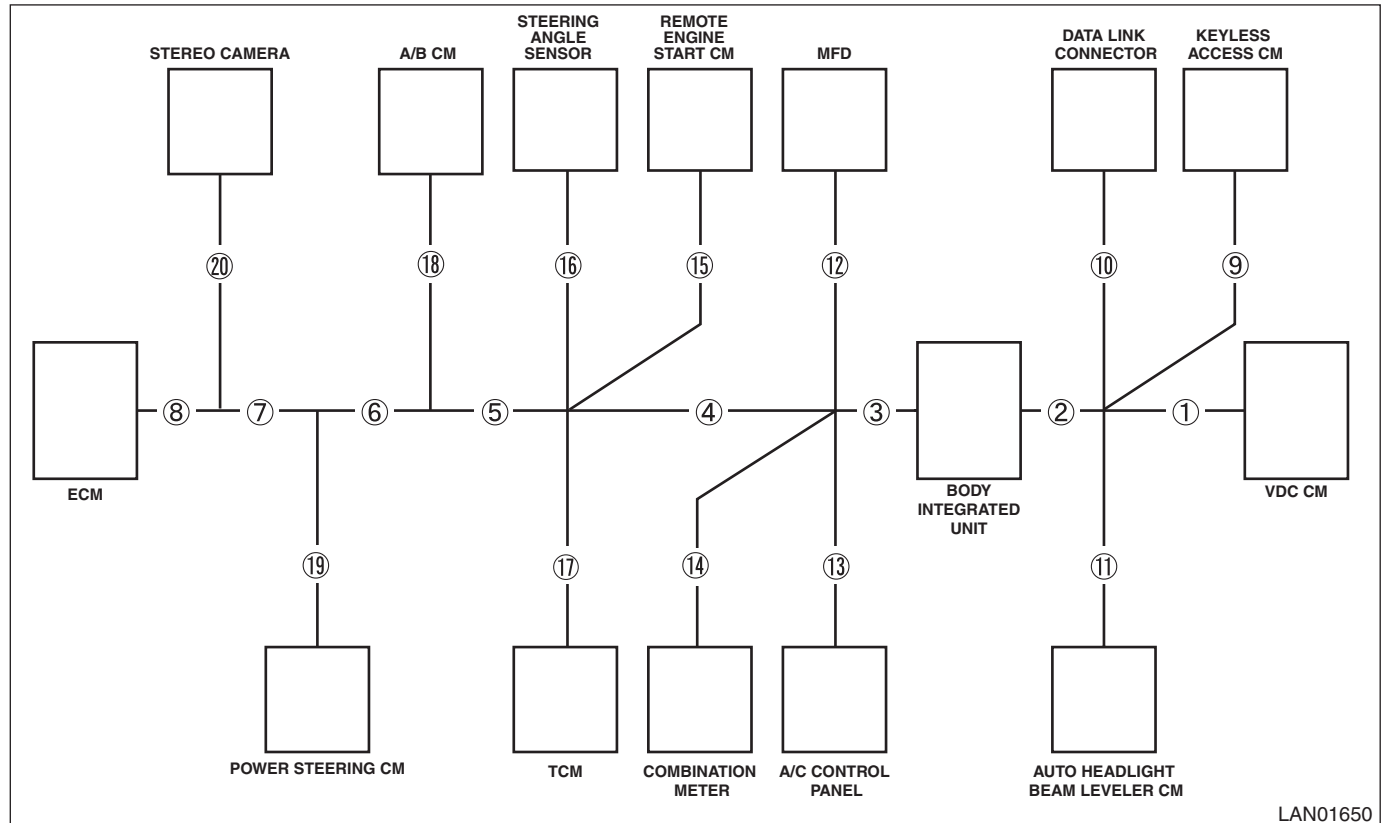 STEERING
ANGLE
SENSOR
REMOTE
ENGINE
START CM
STEREO CAMERA
A/B CM
MFD
DATA LINK
CONNECTOR
KEYLESS
ACCESS CM
⑳
⑱
⑯
⑮
⑫
⑩
⑨
⑧
⑦
⑥
⑤
④
③
②
①
ECM
BODY
INTEGRATED
UNIT
VDC CM
⑲
⑰
⑭
⑬
⑪
POWER STEERING CM
TCM
COMBINATION
METER
A/C CONTROL
PANEL
AUTO HEADLIGHT
BEAM LEVELER CM
LAN01650